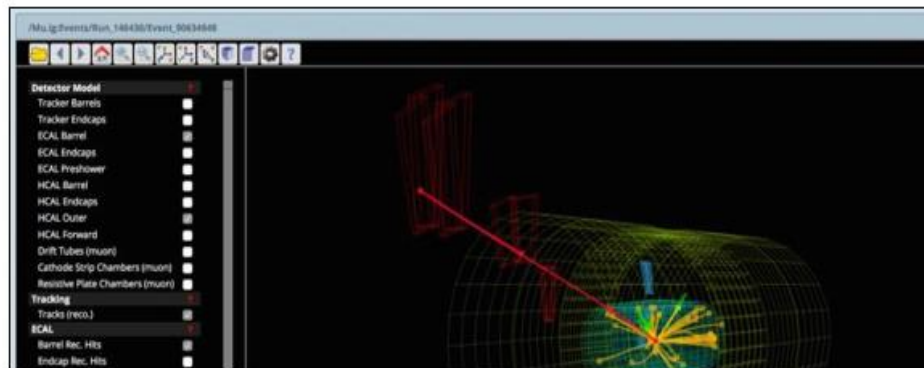 /Mu.ig:Events/Run_146436/Event_90634648
?
Detector Model
Tracker Barrels
Tracker Endcaps
ECAL Barrel
ECAL Endcaps
ECAL Preshower
HCAL Barrel
HCAL Endcaps
HCAL Outer
HCAL Forward
Drift Tubes (muon)
Cathode Strip Chambers (muon)
Resistive Plate Chambers (muon)
Tracking
Tracks (reco.)
ECAL
Barrel Rec. Hits
Endcap Rec. Hits